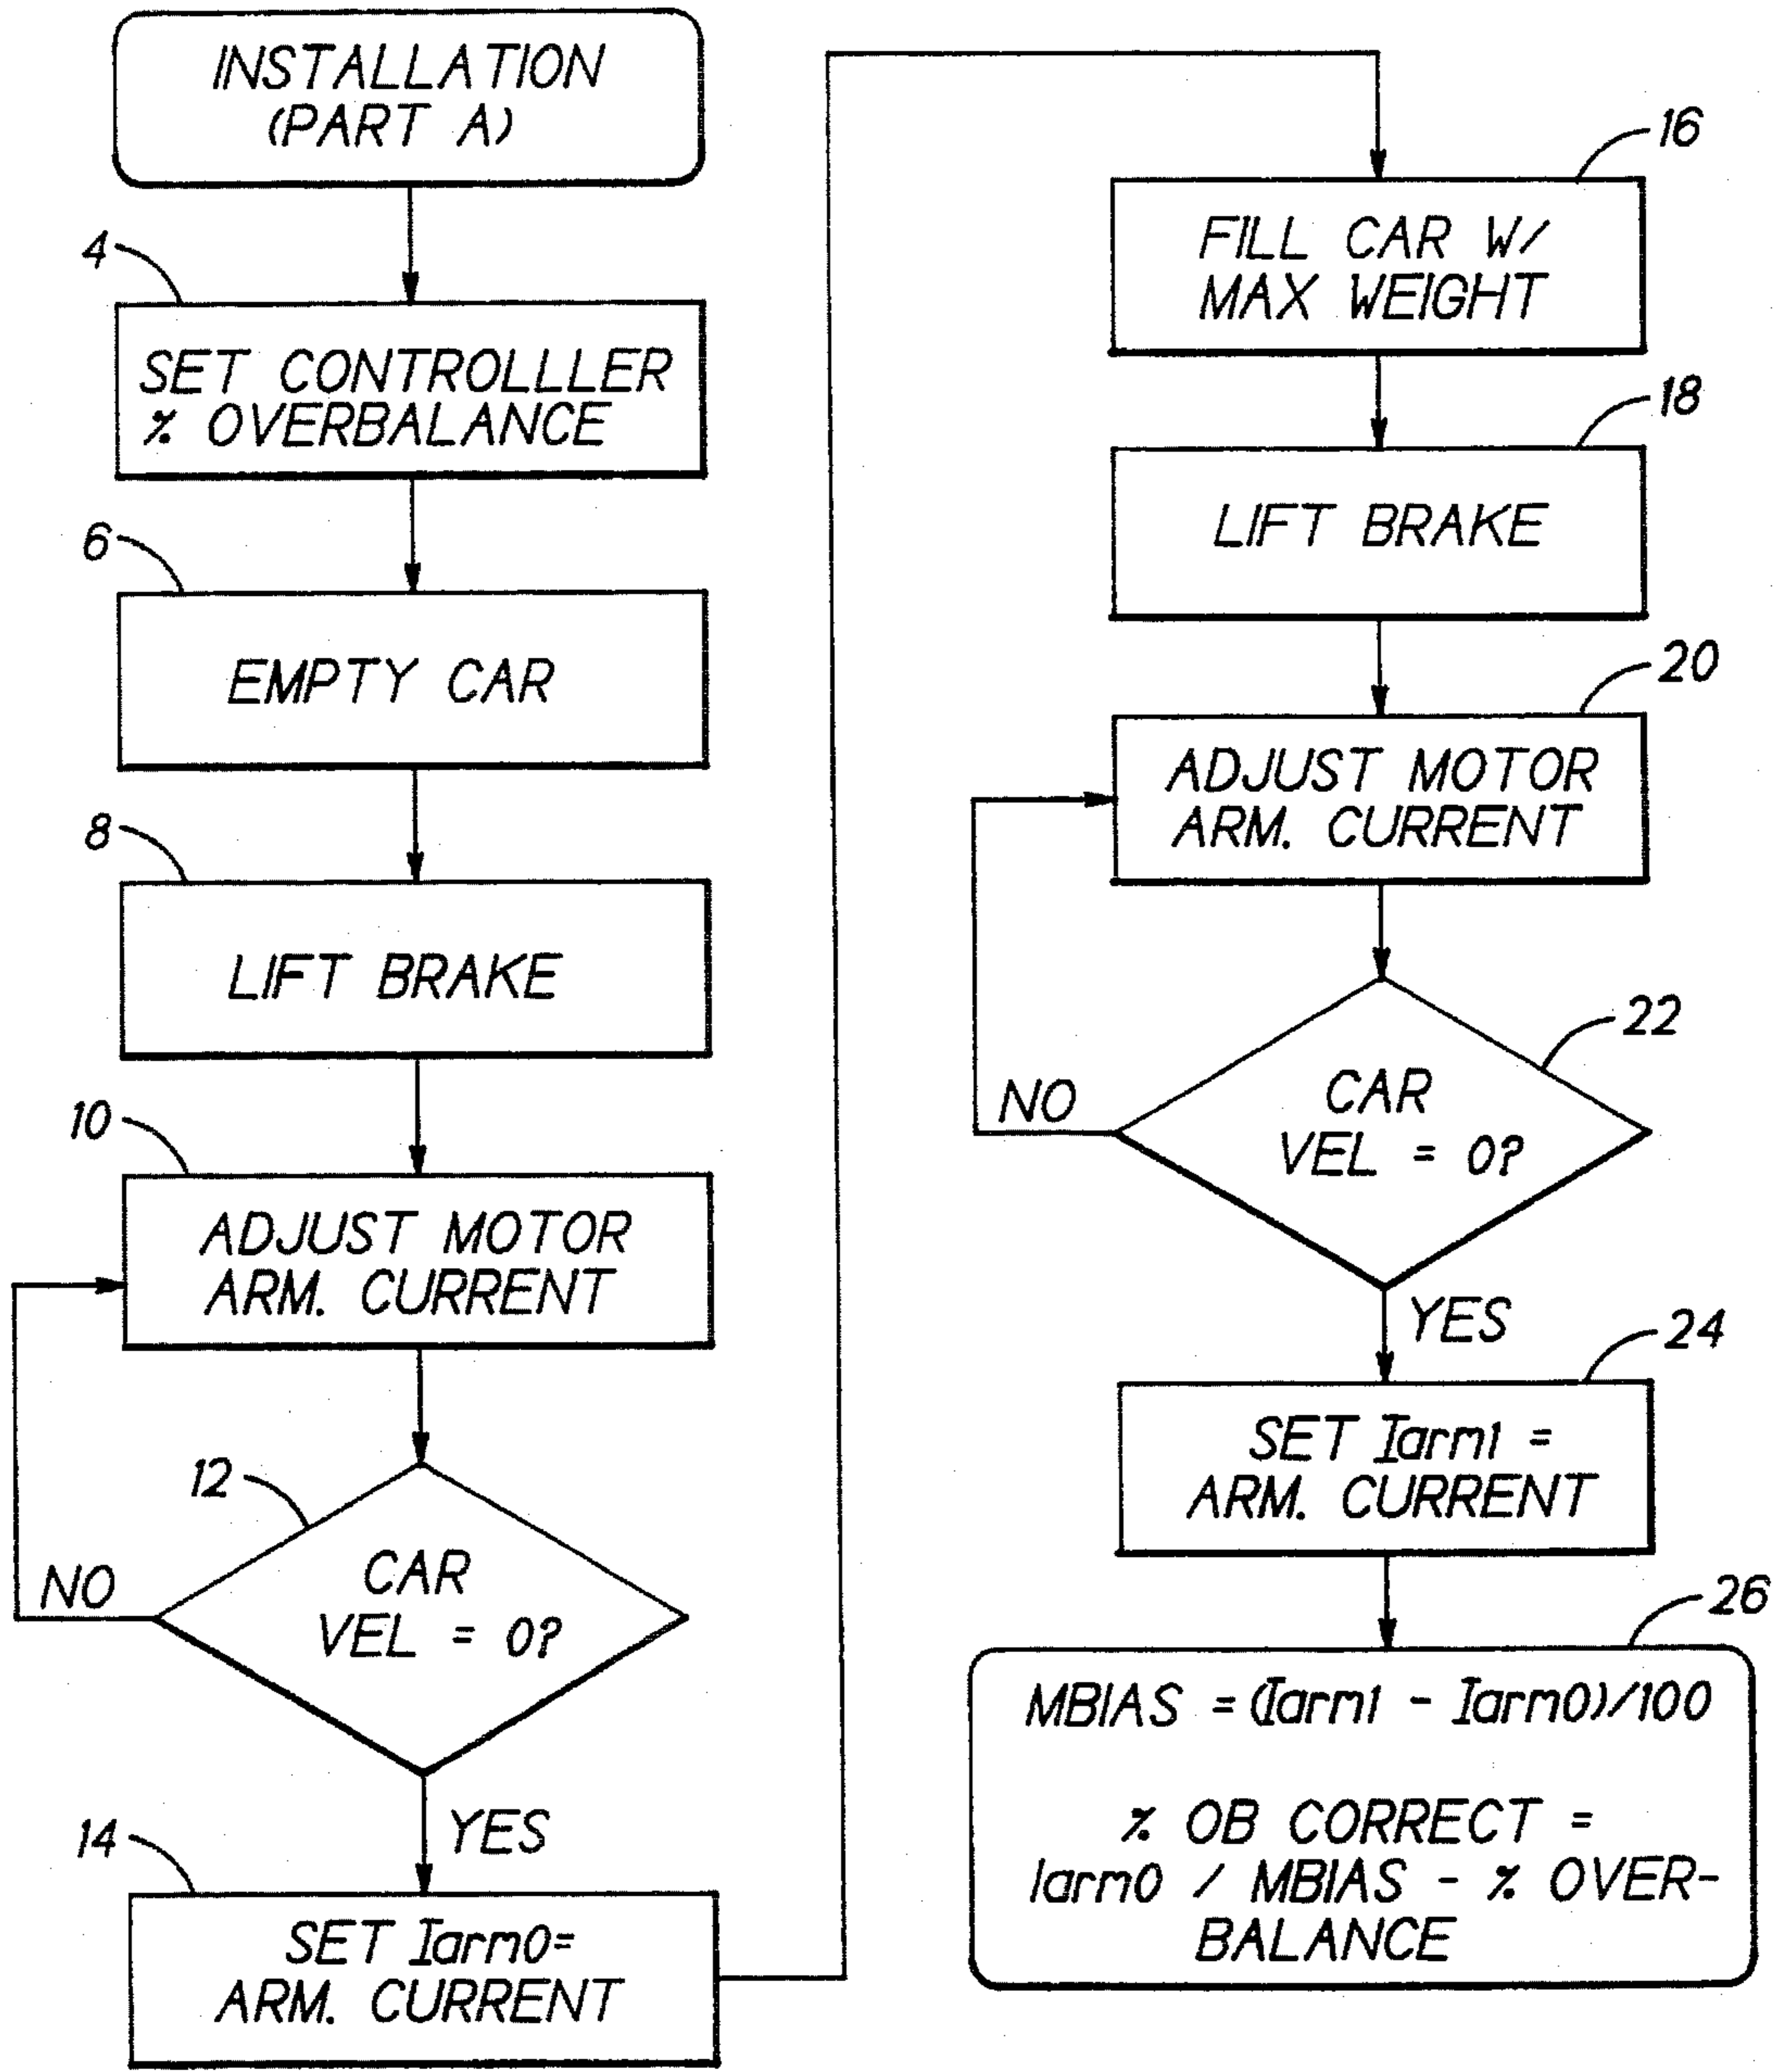 INSTALLATION
(PART A)
4
SET CONTROLLLER
% OVERBALANCE
6
EMPTY CAR
8
LIFT BRAKE
10
ADJUST MOTOR
ARM. CURRENT
12
CAR
VEL = 0?
NO
YES
14
SET Iarm0=
ARM. CURRENT
16
FILL CAR W/
MAX WEIGHT
18
LIFT BRAKE
20
ADJUST MOTOR
ARM. CURRENT
22
CAR
VEL = 0?
NO
YES
24
SET Iarm1 =
ARM. CURRENT
26
MBIAS = (Iarm1 - Iarm0)/100
% OB CORRECT =
Iarm0 / MBIAS - % OVER-
BALANCE